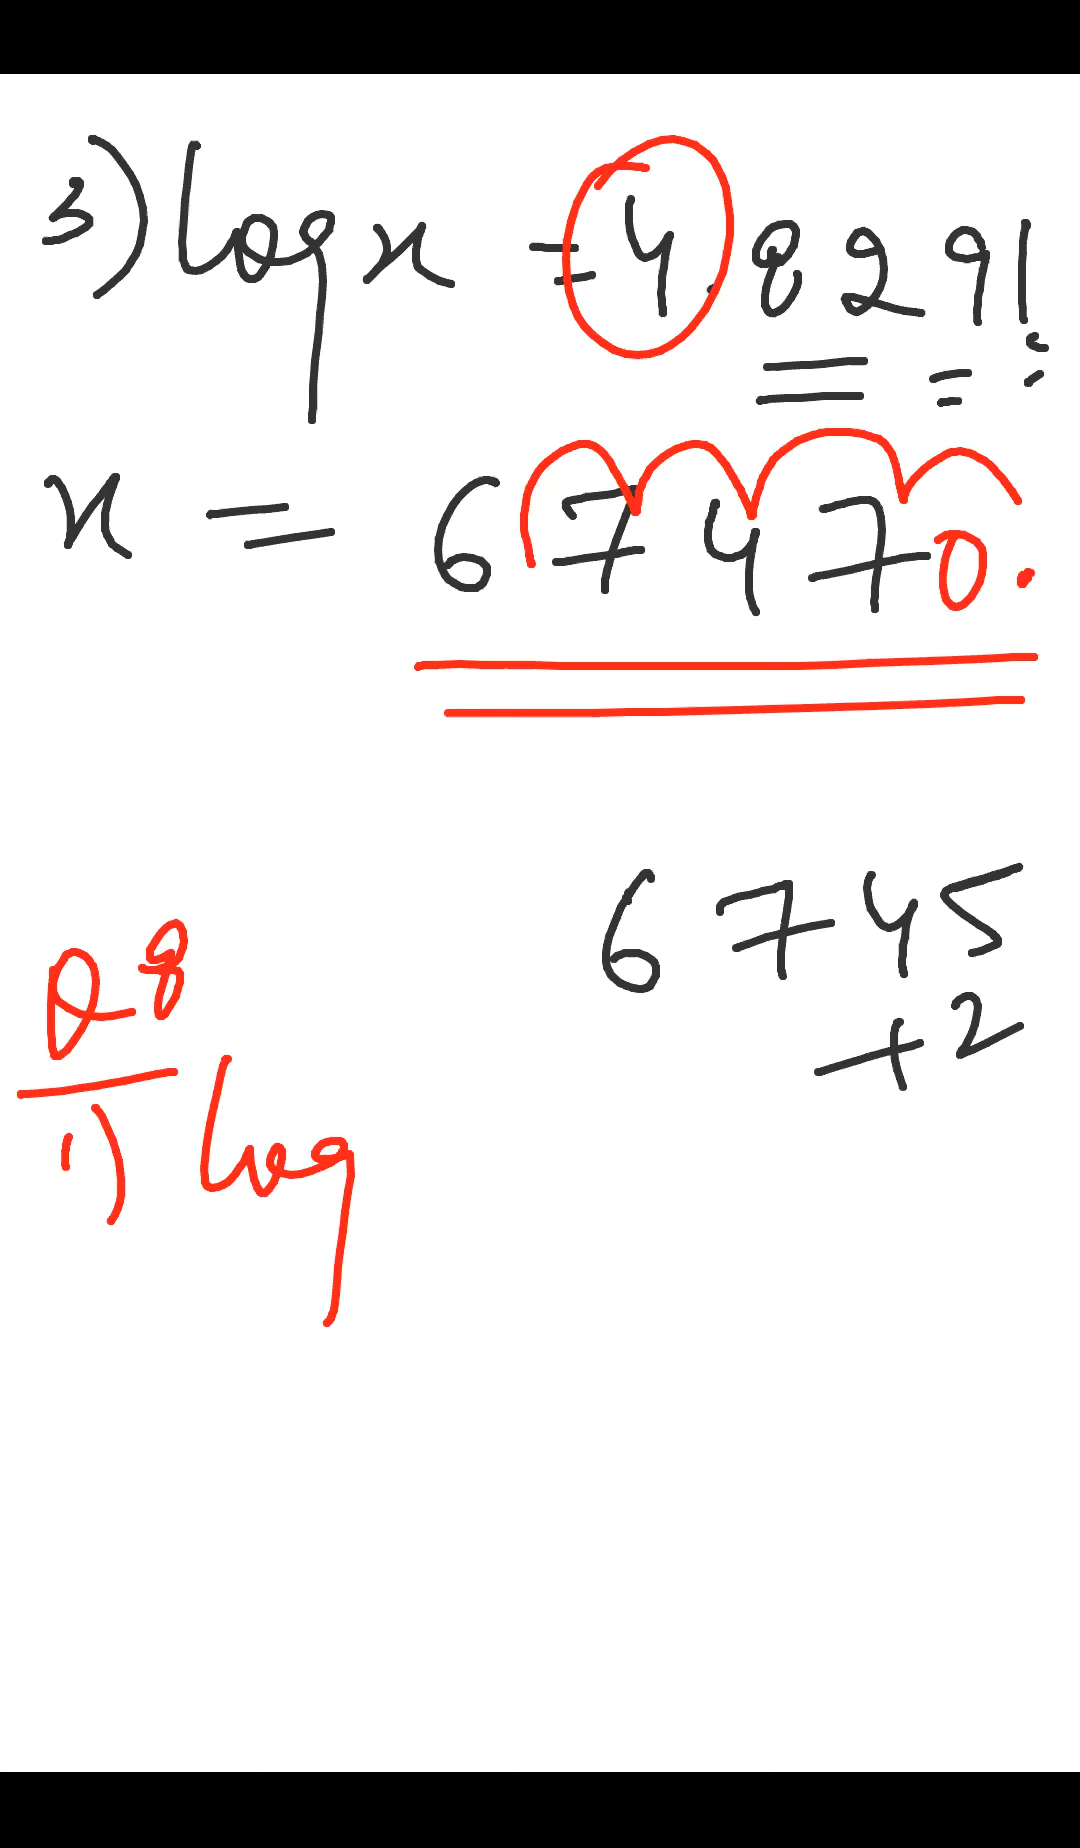 3) log x = 4.8291
x = 67470.
6745
+2
Q8
1) log